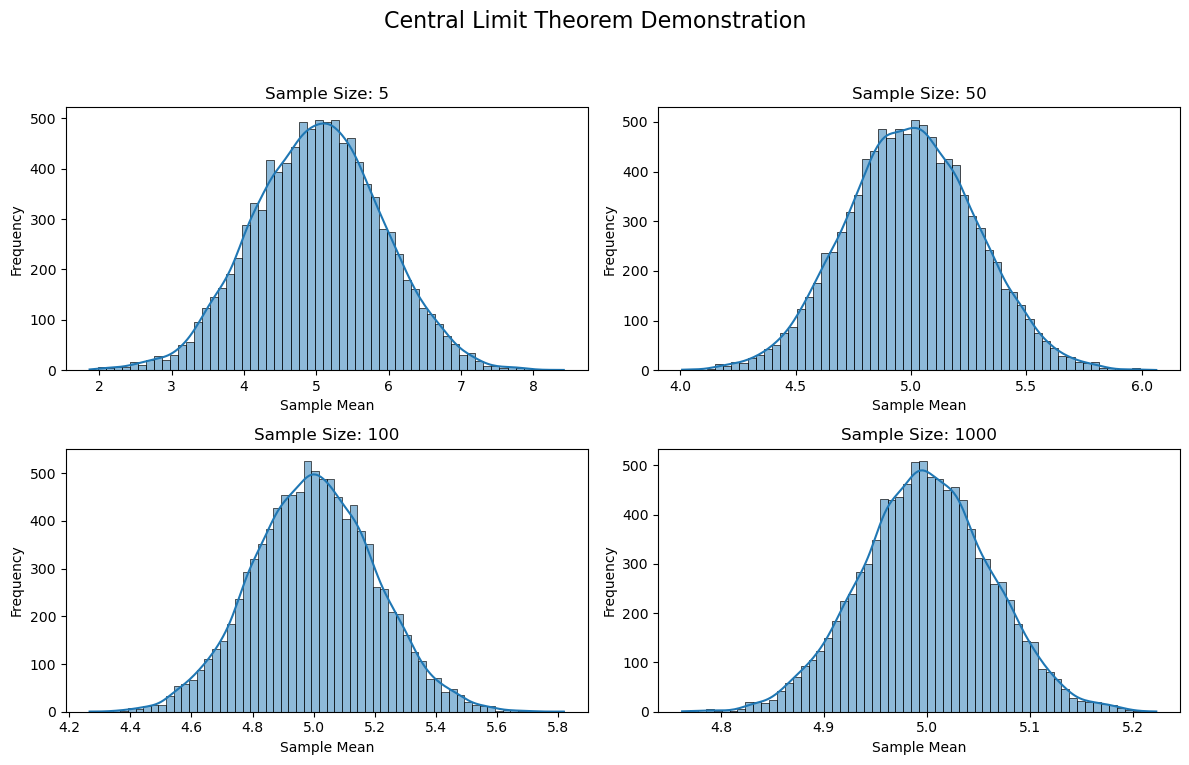 Central Limit Theorem Demonstration
Sample Size: 5
Frequency
500
400
300
200
100
0
2 3 4 5 6 7 8
Sample Mean
Sample Size: 50
Frequency
500
400
300
200
100
0
4.0 4.5 5.0 5.5 6.0
Sample Mean
Sample Size: 100
Frequency
500
400
300
200
100
0
4.2 4.4 4.6 4.8 5.0 5.2 5.4 5.6 5.8
Sample Mean
Sample Size: 1000
Frequency
500
400
300
200
100
0
4.8 4.9 5.0 5.1 5.2
Sample Mean